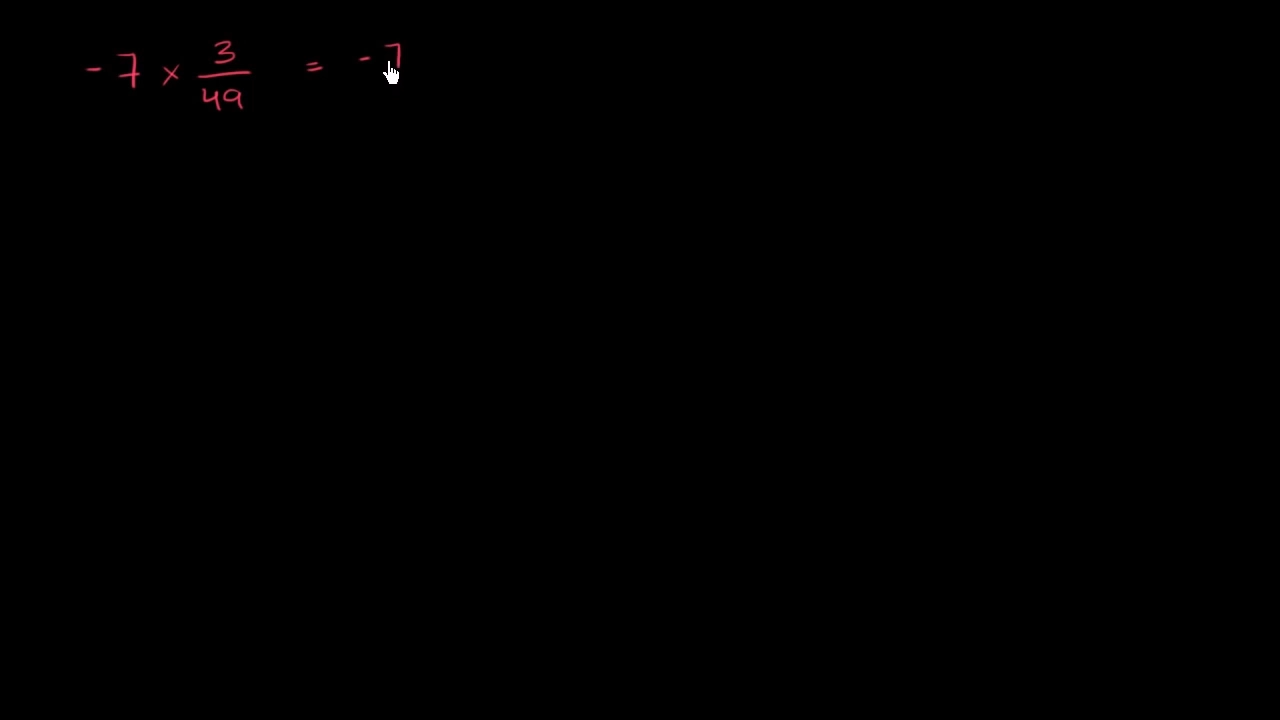 -7 × 3/49 = -7